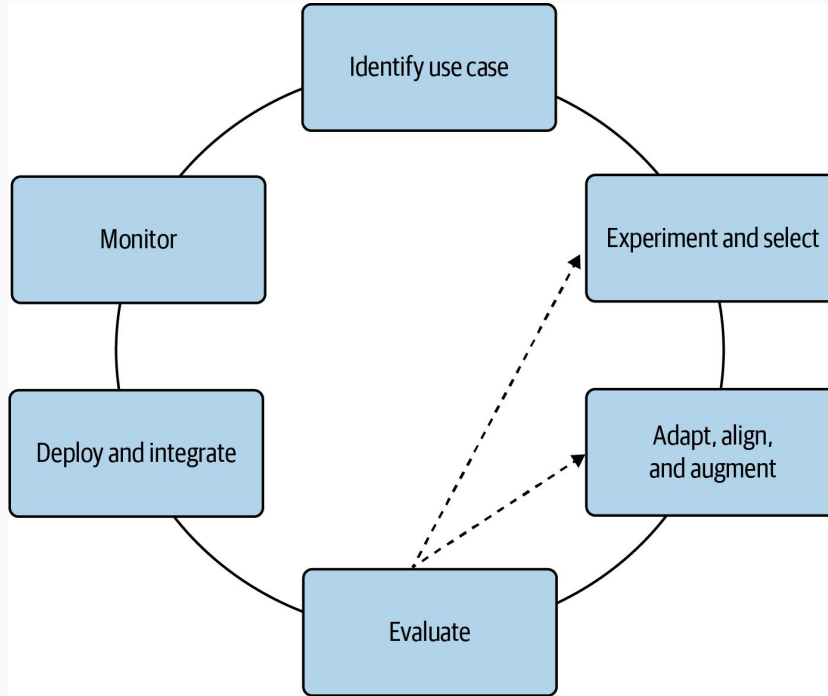 Identify use case
Experiment and select
Adapt, align,
and augment
Evaluate
Deploy and integrate
Monitor